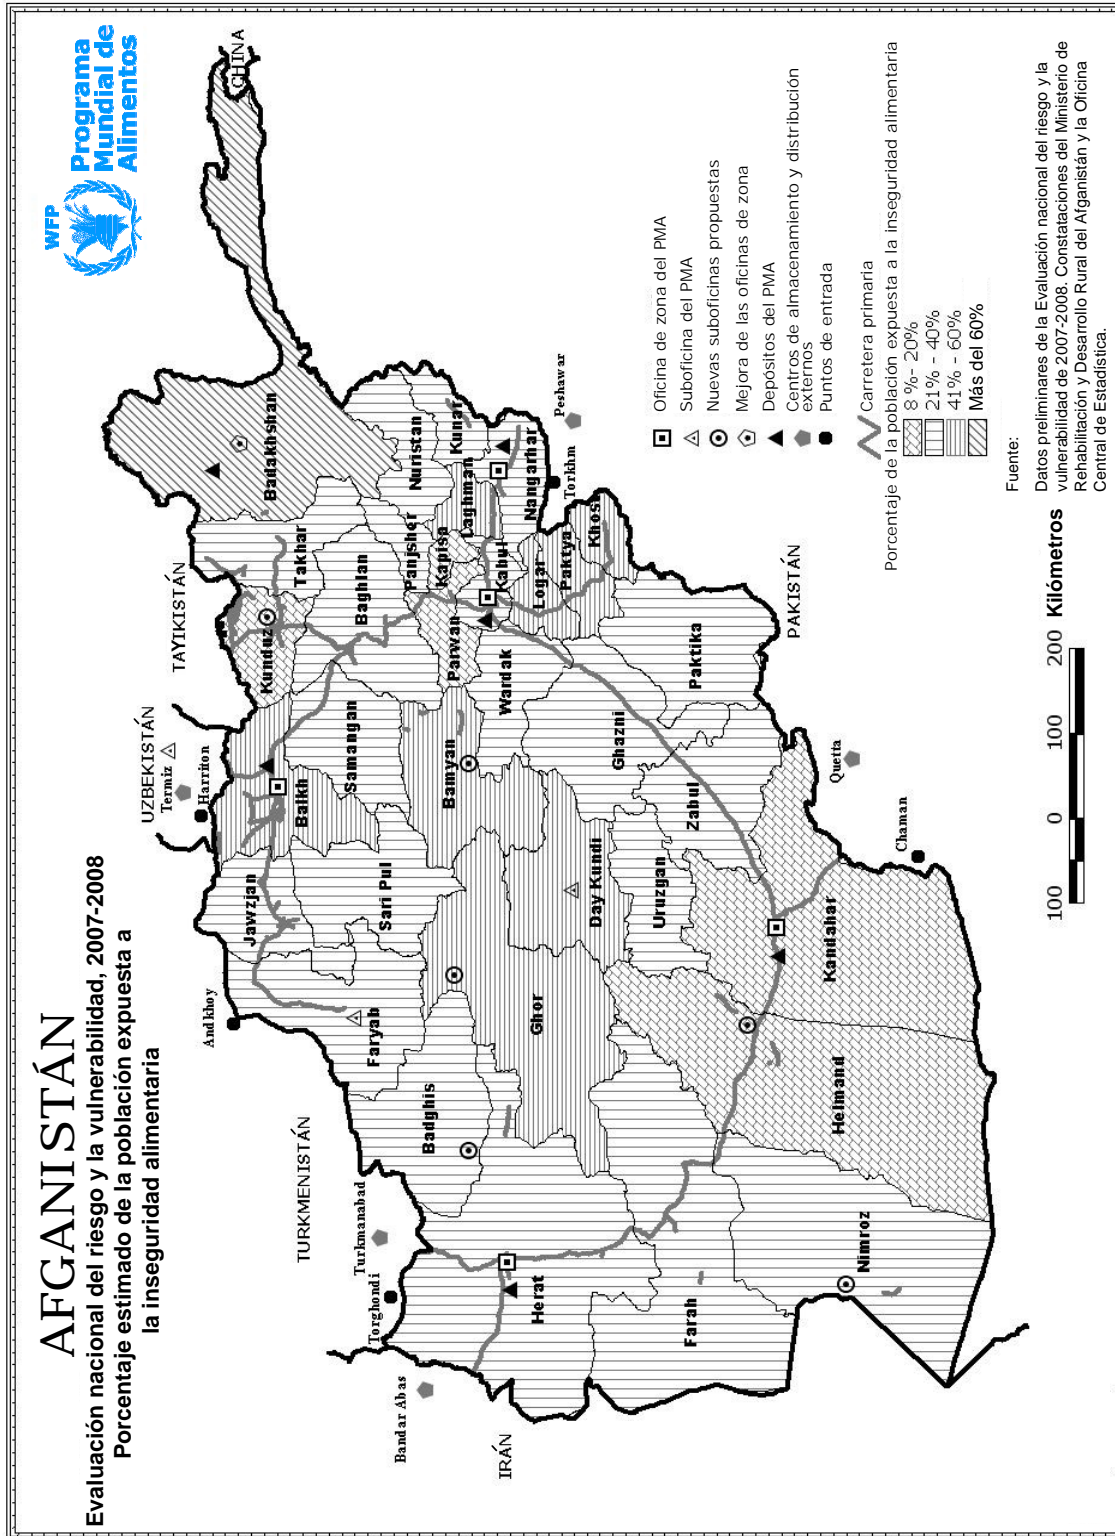 AFGANISTÁN
Evaluación nacional del riesgo y la vulnerabilidad, 2007-2008
Porcentaje estimado de la población expuesta a
la inseguridad alimentaria
WFP
Programa
Mundial de
Alimentos
TURKMENISTÁN
UZBEKISTÁN
TAYIKISTÁN
CHINA
IRÁN
PAKISTÁN
Bandar Abas
Torghondi
Turkmanabad
Andkhoy
Termiz
Harriton
Peshawar
Torkhm
Quetta
Chaman
Badakhshan
Takhar
Kunduz
Baghlan
Balkh
Samangan
Jawzjan
Sari Pul
Faryab
Badghis
Herat
Ghor
Bamyan
Parwan
Panjsher
Kapisa
Nuristan
Kunar
Laghman
Nangarhar
Kabul
Logar
Paktya
Khost
Wardak
Ghazni
Paktika
Day Kundi
Uruzgan
Zabul
Kandahar
Helmand
Nimroz
Farah
Oficina de zona del PMA
Suboficina del PMA
Nuevas suboficinas propuestas
Mejora de las oficinas de zona
Depósitos del PMA
Centros de almacenamiento y distribución
externos
Puntos de entrada
Carretera primaria
Porcentaje de la población expuesta a la inseguridad alimentaria
8 %- 20%
21% - 40%
41% - 60%
Más del 60%
Fuente:
Datos preliminares de la Evaluación nacional del riesgo y la
vulnerabilidad de 2007-2008. Constataciones del Ministerio de
Rehabilitación y Desarrollo Rural del Afganistán y la Oficina
Central de Estadística.
100 0 100 200 Kilómetros